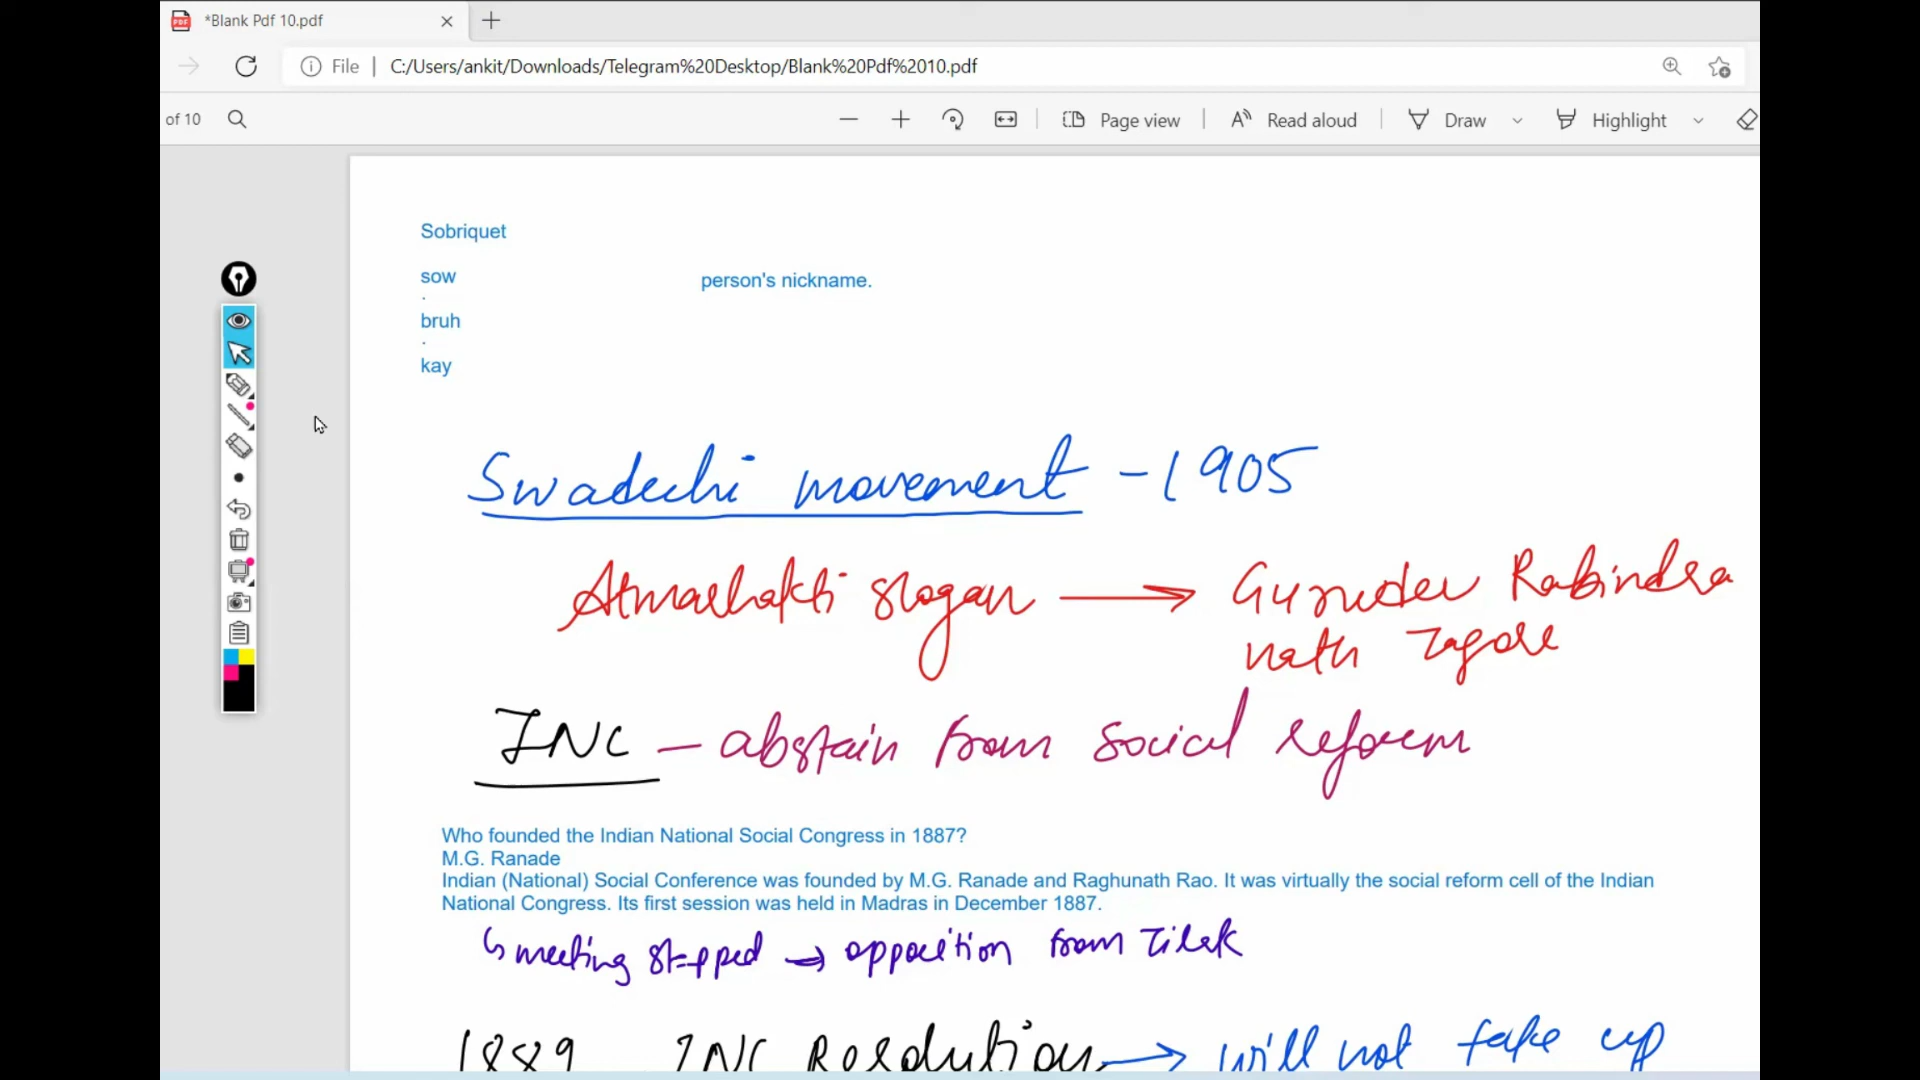 *Blank Pdf 10.pdf
File | C:/Users/ankit/Downloads/Telegram%20Desktop/Blank%20Pdf%2010.pdf
of 10
Page view
Read aloud
Draw
Highlight
Sobriquet
sow
person's nickname.
·
bruh
·
kay
Swadeshi movement - 1905
Atmashakti slogan → Gurudev Rabindra
nath Tagore
INC - abstain from social reform
Who founded the Indian National Social Congress in 1887?
M.G. Ranade
Indian (National) Social Conference was founded by M.G. Ranade and Raghunath Rao. It was virtually the social reform cell of the Indian
National Congress. Its first session was held in Madras in December 1887.
↳ meeting stopped → opposition from Tilak
1889 INC Resolution → will not take up